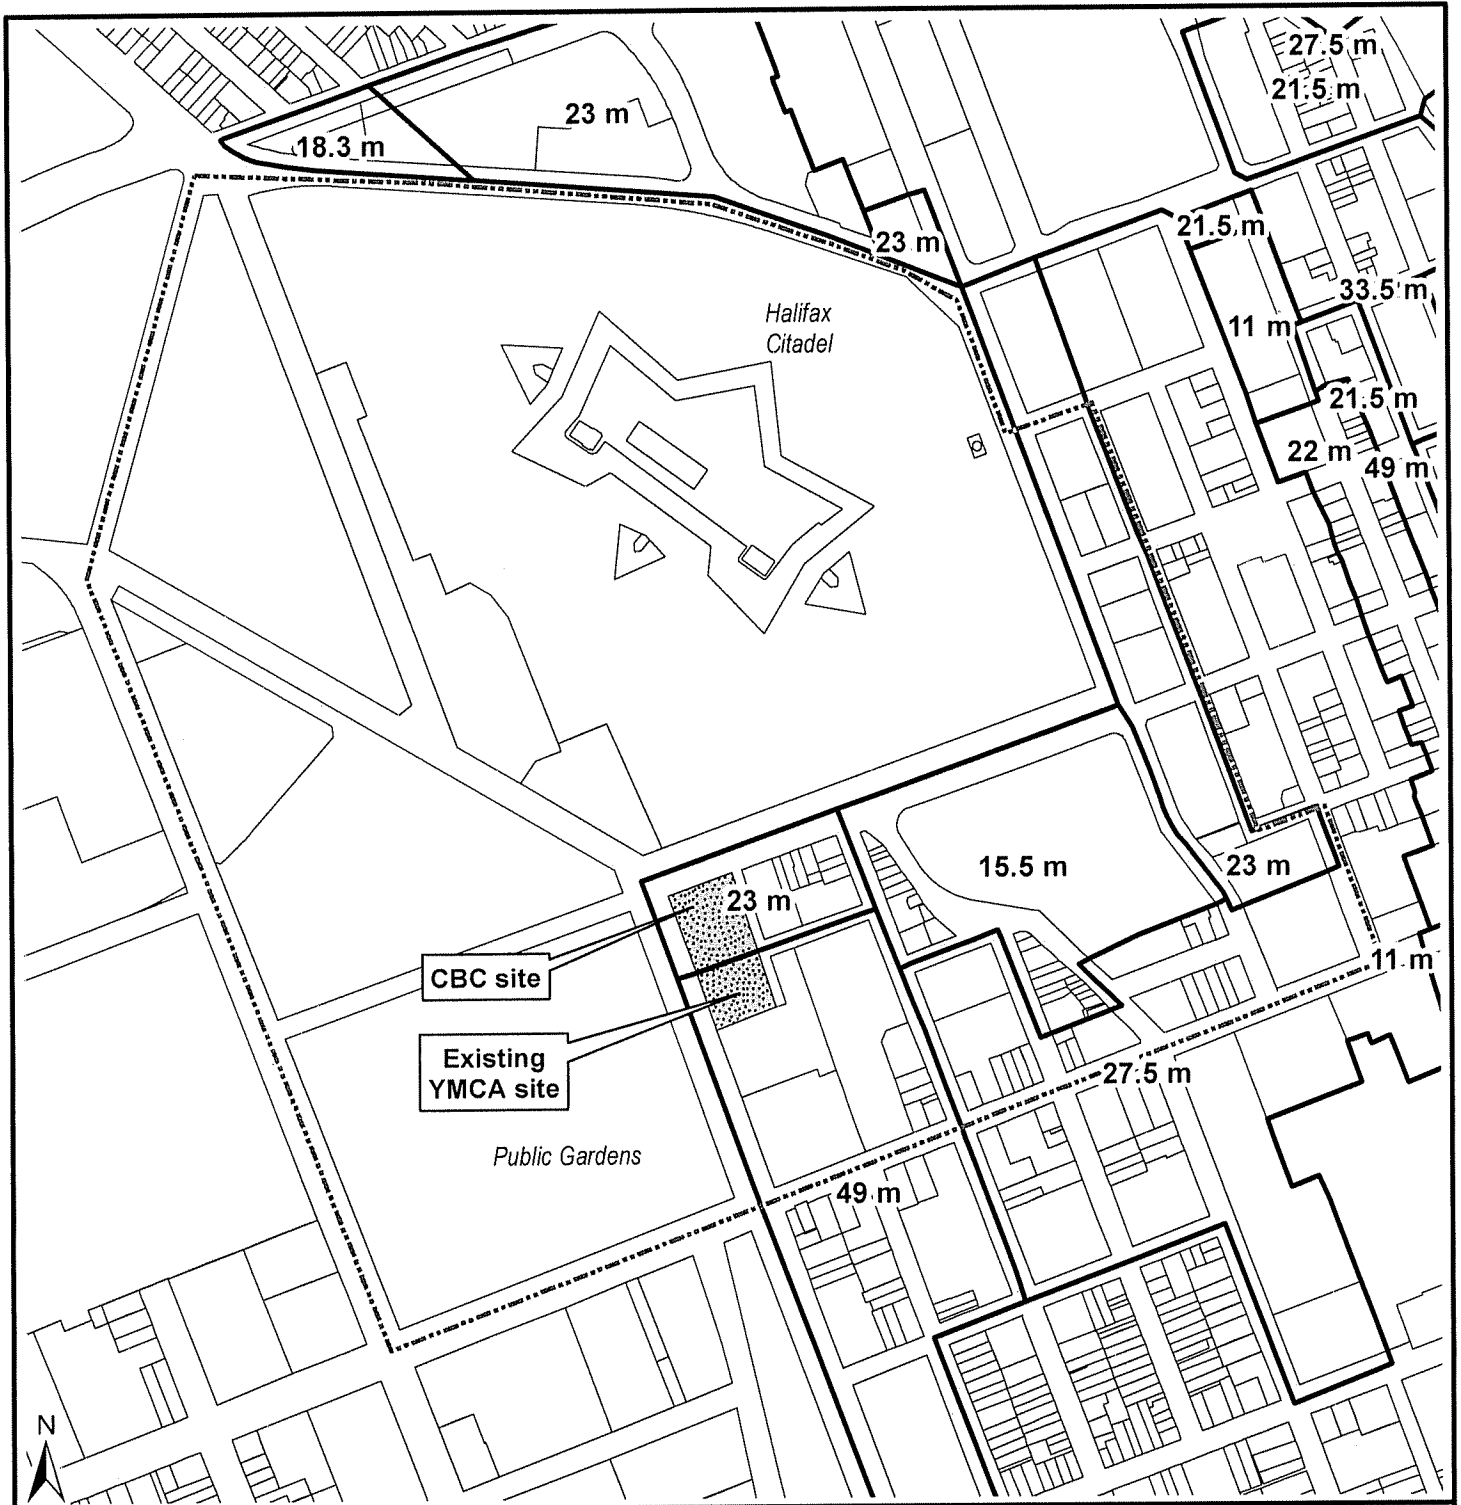 27.5 m
21.5 m
23 m
18.3 m
21.5 m
23 m
33.5 m
Halifax
Citadel
11 m
21.5 m
22 m
49 m
15.5 m
23 m
23 m
CBC site
11 m
Existing
YMCA site
27.5 m
Public Gardens
49 m
N